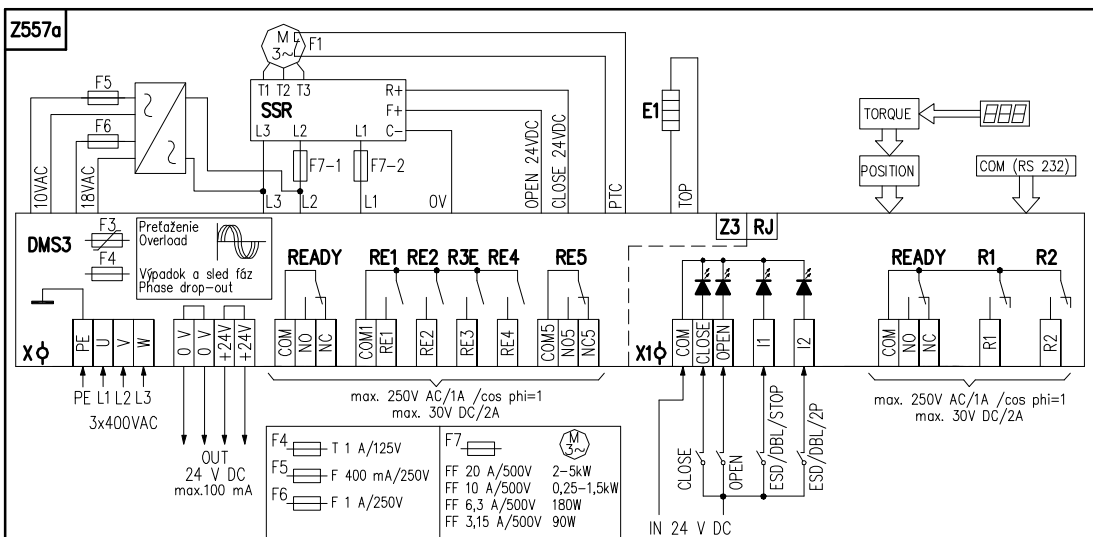 Z557a
M
3~
F1
F5
F6
T1 T2 T3
SSR
R+
F+
C-
L3 L2 L1
F7-1
F7-2
E1
TORQUE
POSITION
COM (RS 232)
10VAC
18VAC
L3 L2 L1 0V
OPEN 24VDC
CLOSE 24VDC
PTC
TOP
DMS3
F3
Preťaženie
Overload
F4
Výpadok a sled fáz
Phase drop-out
READY
RE1 RE2 R3E RE4
RE5
Z3 RJ
READY R1 R2
X
PE U V W
0 V 0 V +24V +24V
COM NO NC
COM1 RE1 RE2 RE3 RE4
COM5 NO5 NC5
X1
COM CLOSE OPEN I1 I2
COM NO NC R1 R2
PE L1 L2 L3
3x400VAC
OUT
24 V DC
max.100 mA
max. 250V AC/1A /cos phi=1
max. 30V DC/2A
max. 250V AC/1A /cos phi=1
max. 30V DC/2A
F4 T 1 A/125V
F5 F 400 mA/250V
F6 F 1 A/250V
F7 M 3~
FF 20 A/500V 2-5kW
FF 10 A/500V 0,25-1,5kW
FF 6,3 A/500V 180W
FF 3,15 A/500V 90W
CLOSE
OPEN
ESD/DBL/STOP
ESD/DBL/2P
IN 24 V DC